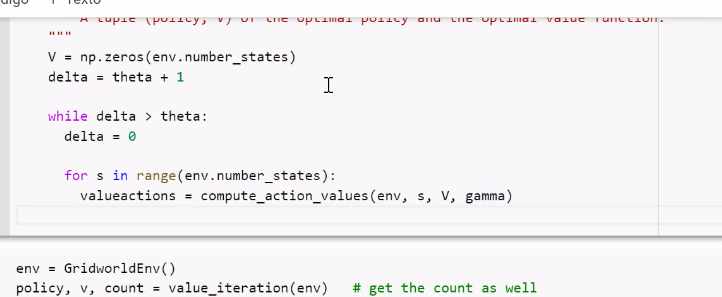 digo
Texto
A tuple (policy, V) of the optimal policy and the optimal value function.
"""
V = np.zeros(env.number_states)
delta = theta + 1
while delta > theta:
delta = 0
for s in range(env.number_states):
valueactions = compute_action_values(env, s, V, gamma)
env = GridworldEnv()
policy, v, count = value_iteration(env)   # get the count as well